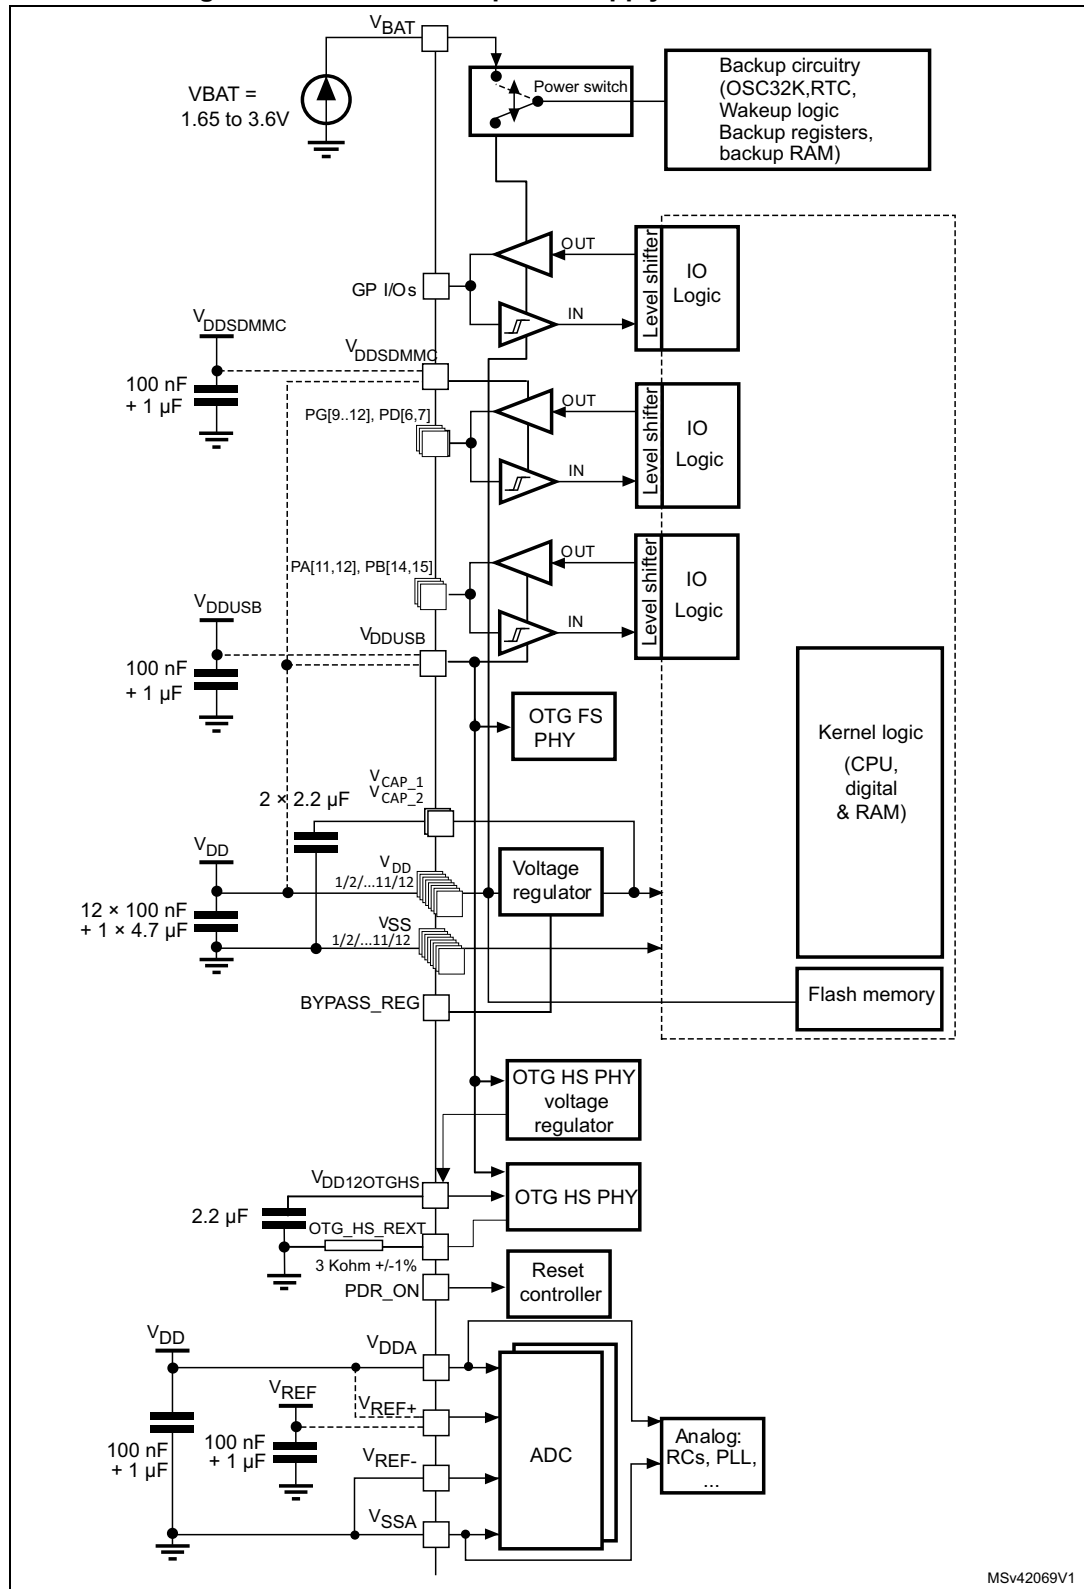 VBAT
VBAT =
1.65 to 3.6V
Power switch
Backup circuitry
(OSC32K,RTC,
Wakeup logic
Backup registers,
backup RAM)
OUT
GP I/Os
IN
Level shifter
IO
Logic
VDDSDMMC
100 nF
+ 1 µF
VDDSDMMC
PG[9..12], PD[6,7]
OUT
IN
Level shifter
IO
Logic
PA[11,12], PB[14,15]
OUT
IN
Level shifter
IO
Logic
VDDUSB
100 nF
+ 1 µF
VDDUSB
OTG FS
PHY
Kernel logic
(CPU,
digital
& RAM)
VCAP_1
VCAP_2
2 × 2.2 µF
VDD
12 × 100 nF
+ 1 × 4.7 µF
VDD
1/2/...11/12
Voltage
regulator
VSS
1/2/...11/12
BYPASS_REG
Flash memory
OTG HS PHY
voltage
regulator
VDD12OTGHS
2.2 µF
OTG HS PHY
OTG_HS_REXT
3 Kohm +/-1%
PDR_ON
Reset
controller
VDD
100 nF
+ 1 µF
VDDA
VREF
100 nF
+ 1 µF
VREF+
VREF-
VSSA
ADC
Analog:
RCs, PLL,
...
MSv42069V1